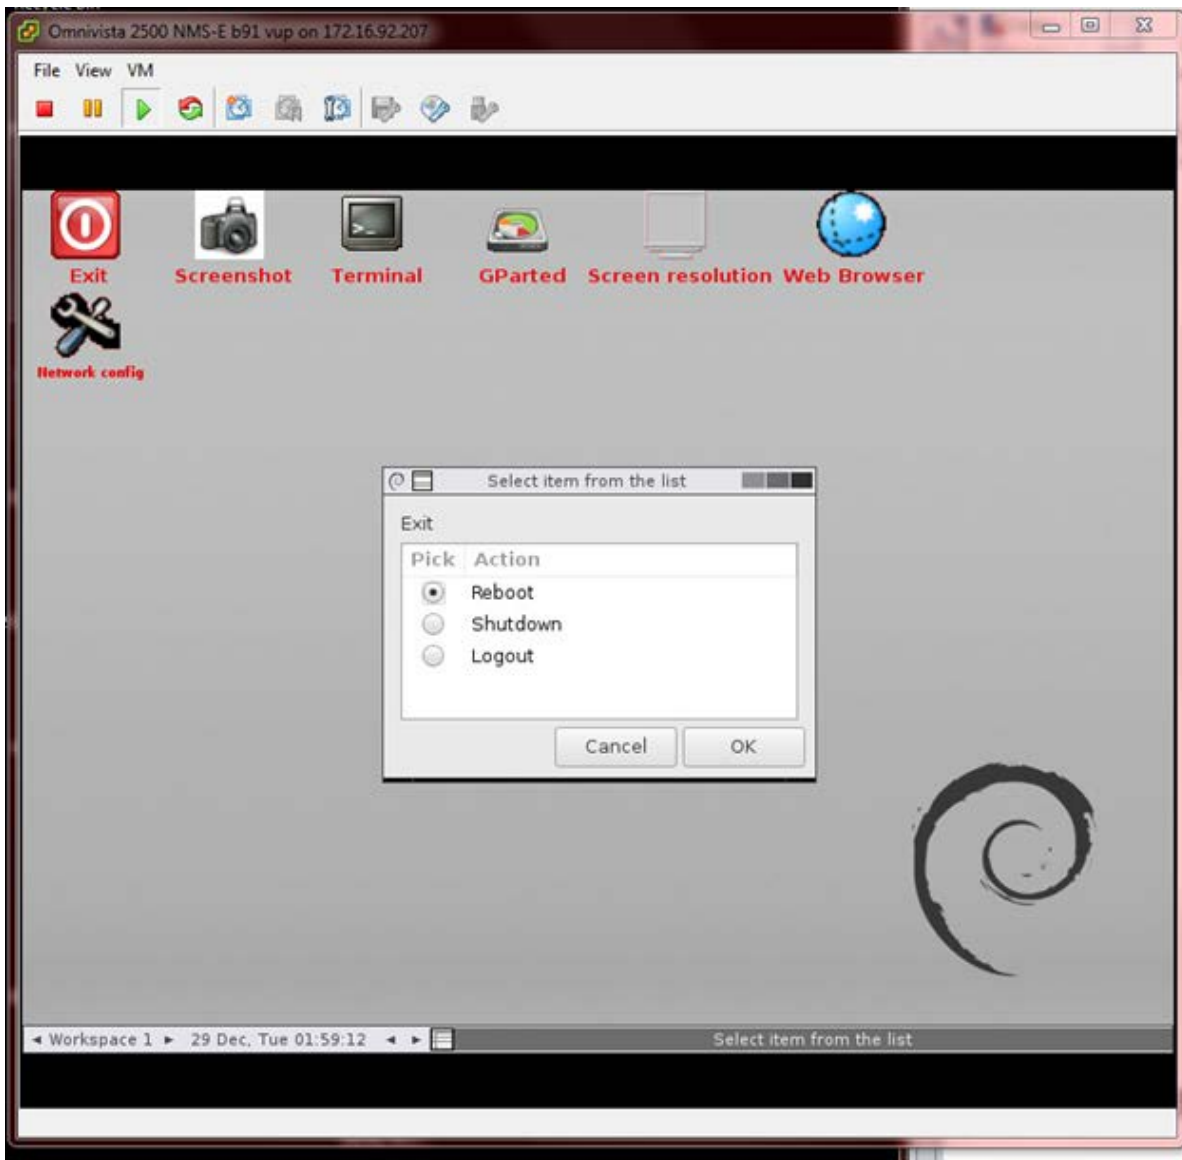 Omnivista 2500 NMS-E b91 vup on 172.16.92.207
File View VM
Exit Screenshot Terminal GParted Screen resolution Web Browser
Network config
Select item from the list
Exit
Pick Action
Reboot
Shutdown
Logout
Cancel OK
Workspace 1 29 Dec, Tue 01:59:12 Select item from the list